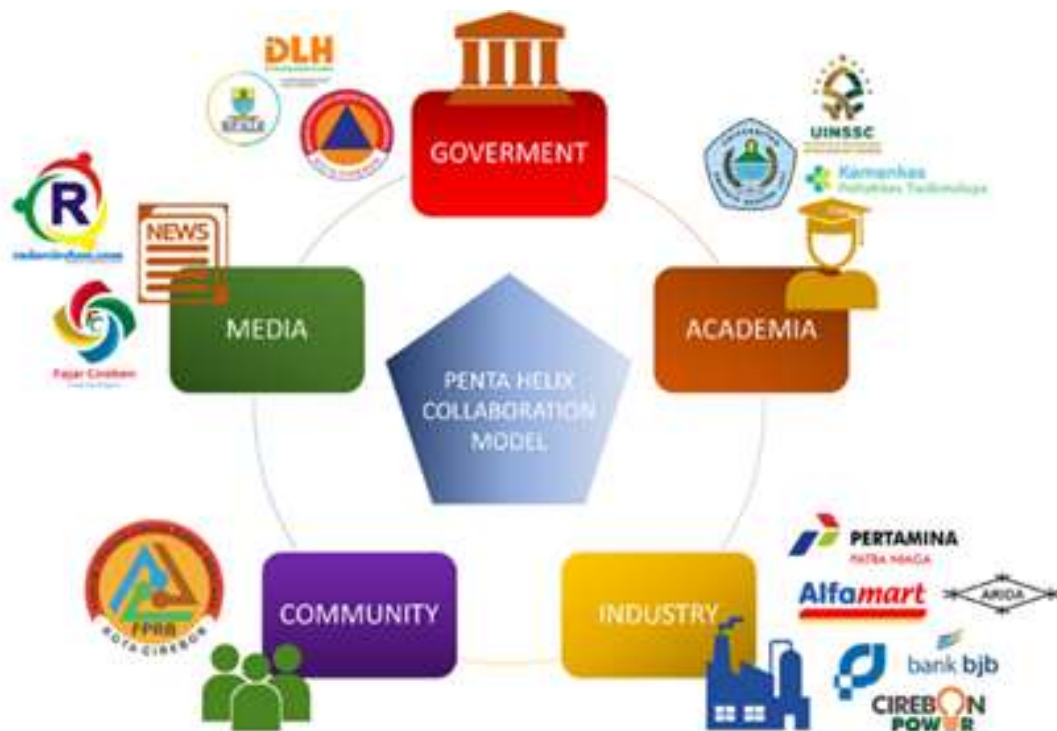 DLH
GOVERMENT
UINSSC
Kemenkes
Poltekkes Tasikmalaya
R
NEWS
MEDIA
Fajar Cirebon
ACADEMIA
PENTA HELIX
COLLABORATION
MODEL
FPRB
KOTA CIREBON
COMMUNITY
INDUSTRY
PERTAMINA
PATRA NIAGA
Alfamart
ARIDA
bank bjb
CIREBON
POWER